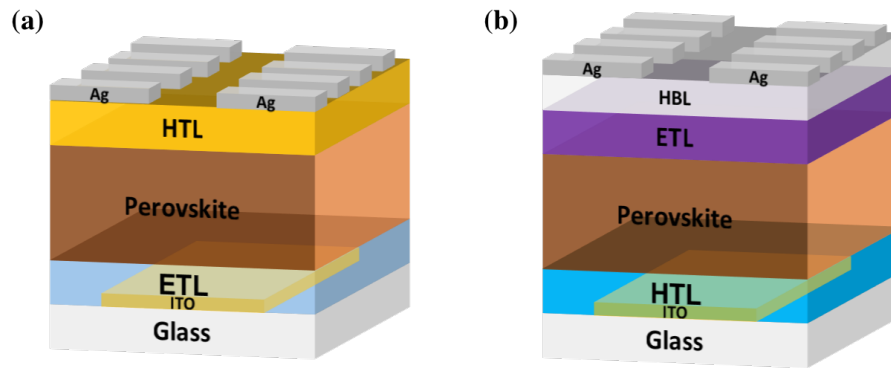 (a)
Ag
Ag
HTL
Perovskite
ETL
ITO
Glass
(b)
Ag
Ag
HBL
ETL
Perovskite
HTL
ITO
Glass